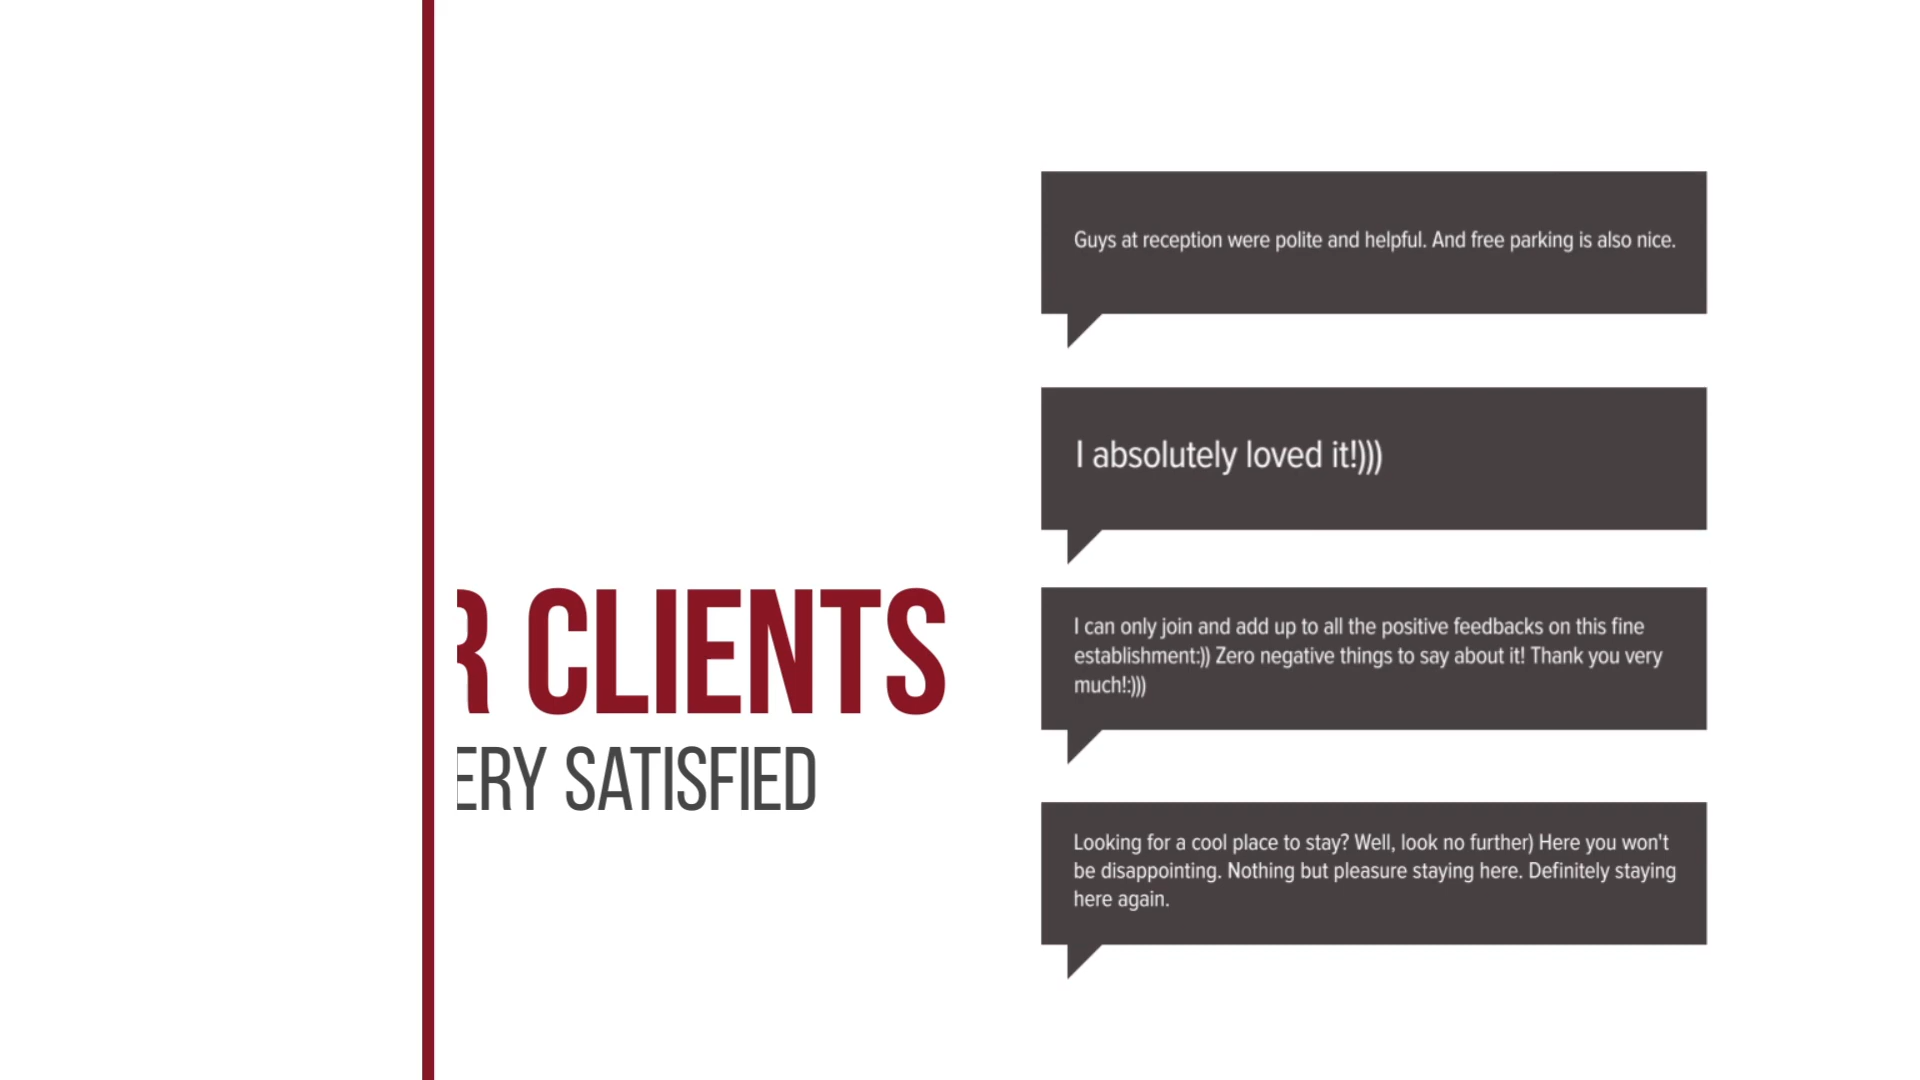 R CLIENTS
ERY SATISFIED
Guys at reception were polite and helpful. And free parking is also nice.
I absolutely loved it!)))
I can only join and add up to all the positive feedbacks on this fine
establishment:)) Zero negative things to say about it! Thank you very
much!:)))
Looking for a cool place to stay? Well, look no further) Here you won't
be disappointing. Nothing but pleasure staying here. Definitely staying
here again.